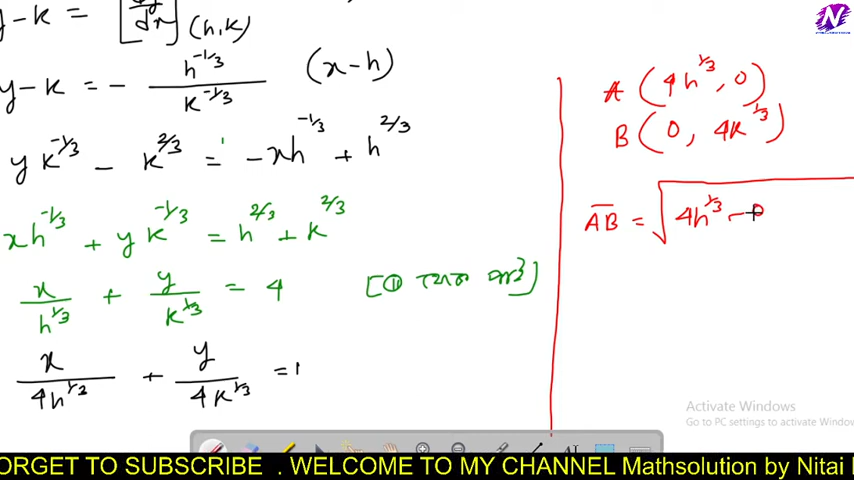 y-k = [dy/dx](h,k)
y-k = - h^-1/3 / k^-1/3 (x-h)
y k^-1/3 - k^2/3 = -xh^-1/3 + h^2/3
xh^-1/3 + y k^-1/3 = h^2/3 + k^2/3
x/h^1/3 + y/k^1/3 = 4
x/4h^1/3 + y/4k^1/3 = 1
A (4h^1/3, 0)
B (0, 4k^1/3)
AB = √4h^1/3 - 0
N
Activate Windows
Go to PC settings to activate Window
ORGET TO SUBSCRIBE . WELCOME TO MY CHANNEL Mathsolution by Nitai